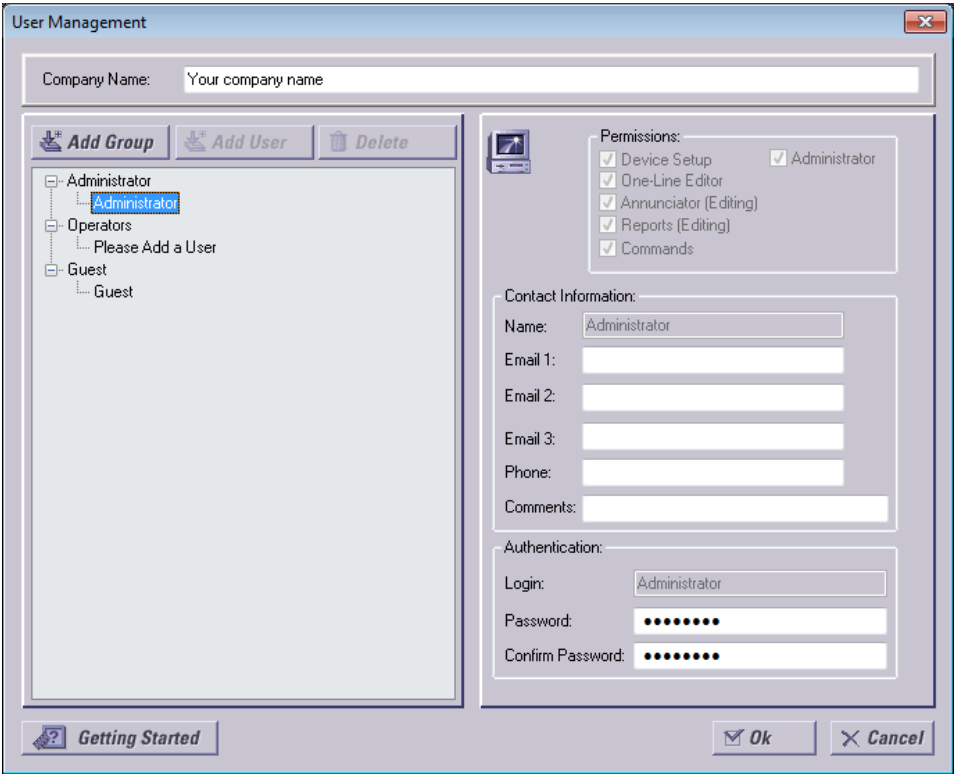 User Management
Company Name: Your company name
Add Group Add User Delete
Administrator
Administrator
Operators
Please Add a User
Guest
Guest
Permissions:
Device Setup Administrator
One-Line Editor
Annunciator (Editing)
Reports (Editing)
Commands
Contact Information:
Name: Administrator
Email 1:
Email 2:
Email 3:
Phone:
Comments:
Authentication:
Login: Administrator
Password: ●●●●●●●●
Confirm Password: ●●●●●●●●
Getting Started Ok Cancel